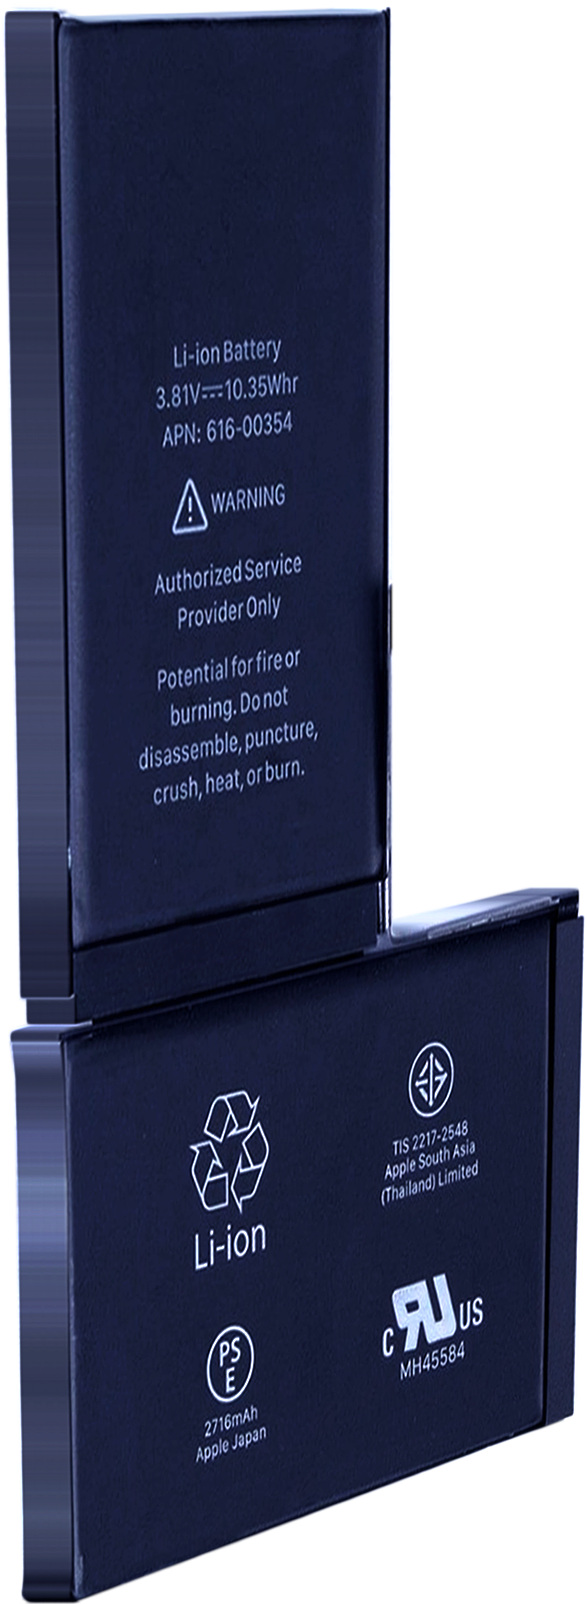 Li-ion Battery
3.81V⎓10.35Whr
APN: 616-00354
WARNING
Authorized Service
Provider Only
Potential for fire or
burning. Do not
disassemble, puncture,
crush, heat, or burn.
Li-ion
PS
E
2716mAh
Apple Japan
TIS 2217-2548
Apple South Asia
(Thailand) Limited
c RU US
MH45584